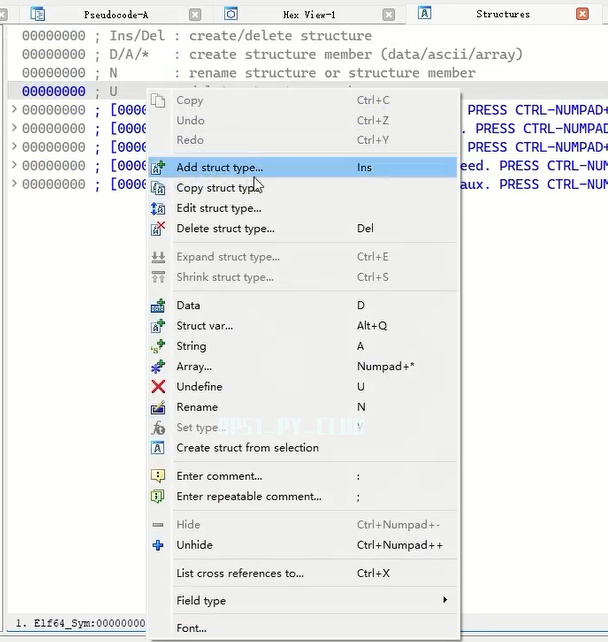 Pseudocode-A Hex View-1 Structures
00000000 ; Ins/Del : create/delete structure
00000000 ; D/A/* : create structure member (data/ascii/array)
00000000 ; N : rename structure or structure member
00000000 ; U
00000000 ; [0000 PRESS CTRL-NUMPAD+
00000000 ; [0000 . PRESS CTRL-NUM
00000000 ; [0000 PRESS CTRL-NUMPA
00000000 ; [0000 eed. PRESS CTRL-N
00000000 ; [0000 aux. PRESS CTRL-NU
Copy Ctrl+C
Undo Ctrl+Z
Redo Ctrl+Y
Add struct type... Ins
Copy struct type...
Edit struct type...
Delete struct type... Del
Expand struct type... Ctrl+E
Shrink struct type... Ctrl+S
Data D
Struct var... Alt+Q
String A
Array... Numpad+*
Undefine U
Rename N
Set type... Y
Create struct from selection
Enter comment... :
Enter repeatable comment... ;
Hide Ctrl+Numpad+-
Unhide Ctrl+Numpad++
List cross references to... Ctrl+X
Field type
Font...
1. Elf64_Sym:00000000